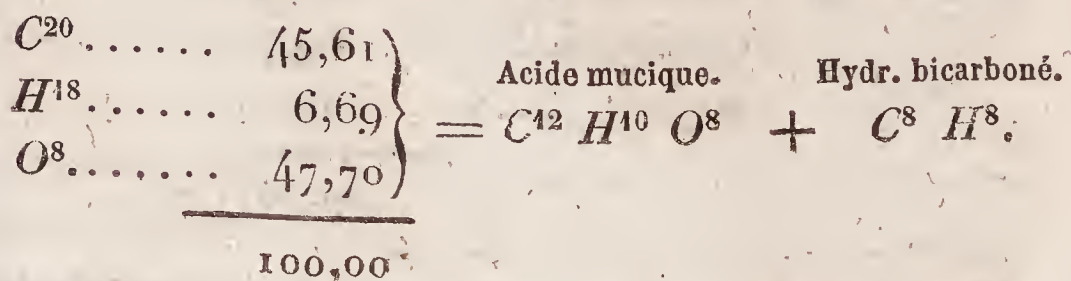 C²⁰...... 45,61
Acide mucique. Hydr. bicarboné.
H¹⁸...... 6,69 } = C¹² H¹⁰ O⁸ + C⁸ H⁸.
O⁸....... 47,70
100,00